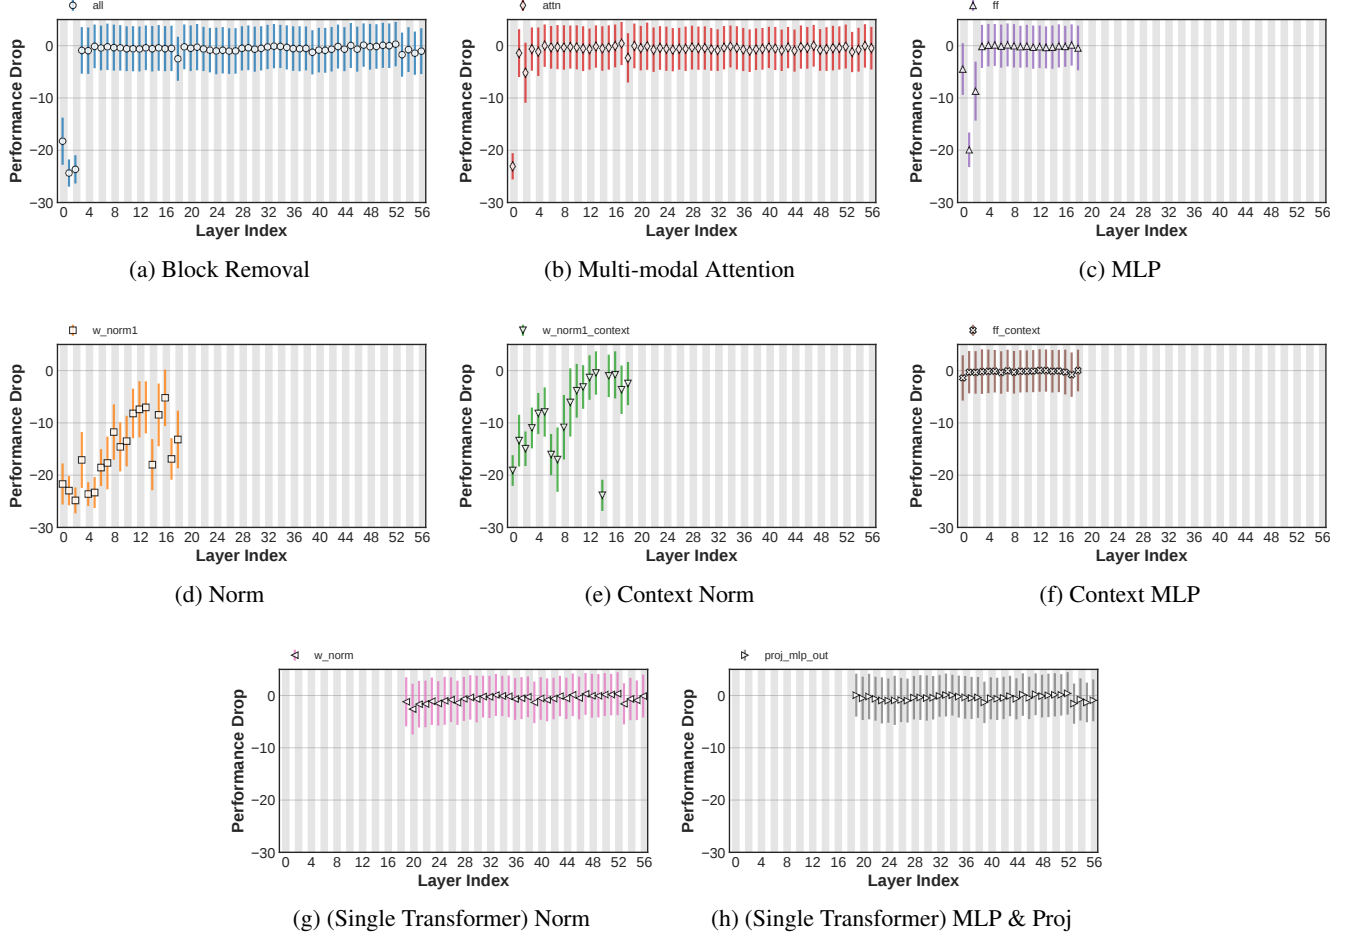 all
attn
ff
Performance Drop
0
−10
−20
−30
0 4 8 12 16 20 24 28 32 36 40 44 48 52 56
Layer Index
Performance Drop
0
−10
−20
−30
0 4 8 12 16 20 24 28 32 36 40 44 48 52 56
Layer Index
Performance Drop
0
−10
−20
−30
0 4 8 12 16 20 24 28 32 36 40 44 48 52 56
Layer Index
(a) Block Removal
(b) Multi-modal Attention
(c) MLP
w_norm1
w_norm1_context
ff_context
Performance Drop
0
−10
−20
−30
0 4 8 12 16 20 24 28 32 36 40 44 48 52 56
Layer Index
Performance Drop
0
−10
−20
−30
0 4 8 12 16 20 24 28 32 36 40 44 48 52 56
Layer Index
Performance Drop
0
−10
−20
−30
0 4 8 12 16 20 24 28 32 36 40 44 48 52 56
Layer Index
(d) Norm
(e) Context Norm
(f) Context MLP
w_norm
proj_mlp_out
Performance Drop
0
−10
−20
−30
0 4 8 12 16 20 24 28 32 36 40 44 48 52 56
Layer Index
Performance Drop
0
−10
−20
−30
0 4 8 12 16 20 24 28 32 36 40 44 48 52 56
Layer Index
(g) (Single Transformer) Norm
(h) (Single Transformer) MLP & Proj